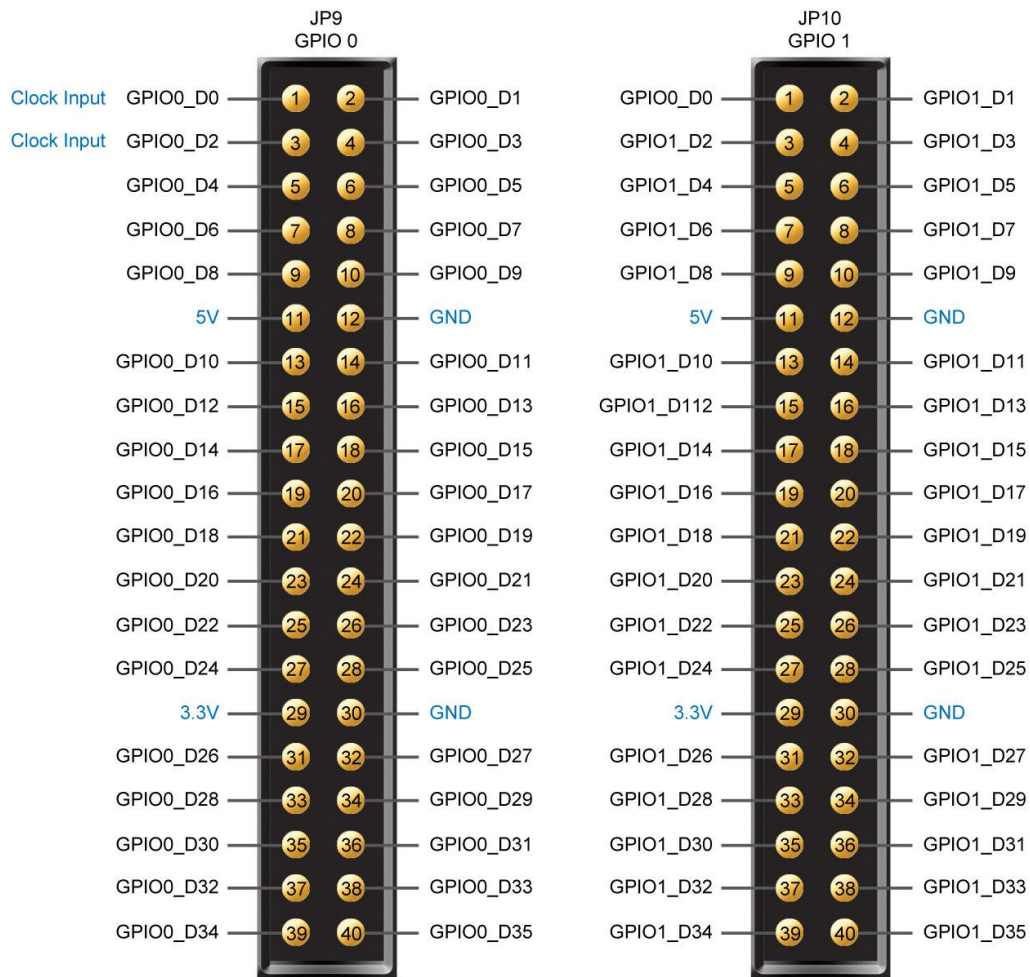 JP9 JP10
GPIO 0 GPIO 1
Clock Input GPIO0_D0 1 2 GPIO0_D1 GPIO0_D0 1 2 GPIO1_D1
Clock Input GPIO0_D2 3 4 GPIO0_D3 GPIO1_D2 3 4 GPIO1_D3
GPIO0_D4 5 6 GPIO0_D5 GPIO1_D4 5 6 GPIO1_D5
GPIO0_D6 7 8 GPIO0_D7 GPIO1_D6 7 8 GPIO1_D7
GPIO0_D8 9 10 GPIO0_D9 GPIO1_D8 9 10 GPIO1_D9
5V 11 12 GND 5V 11 12 GND
GPIO0_D10 13 14 GPIO0_D11 GPIO1_D10 13 14 GPIO1_D11
GPIO0_D12 15 16 GPIO0_D13 GPIO1_D112 15 16 GPIO1_D13
GPIO0_D14 17 18 GPIO0_D15 GPIO1_D14 17 18 GPIO1_D15
GPIO0_D16 19 20 GPIO0_D17 GPIO1_D16 19 20 GPIO1_D17
GPIO0_D18 21 22 GPIO0_D19 GPIO1_D18 21 22 GPIO1_D19
GPIO0_D20 23 24 GPIO0_D21 GPIO1_D20 23 24 GPIO1_D21
GPIO0_D22 25 26 GPIO0_D23 GPIO1_D22 25 26 GPIO1_D23
GPIO0_D24 27 28 GPIO0_D25 GPIO1_D24 27 28 GPIO1_D25
3.3V 29 30 GND 3.3V 29 30 GND
GPIO0_D26 31 32 GPIO0_D27 GPIO1_D26 31 32 GPIO1_D27
GPIO0_D28 33 34 GPIO0_D29 GPIO1_D28 33 34 GPIO1_D29
GPIO0_D30 35 36 GPIO0_D31 GPIO1_D30 35 36 GPIO1_D31
GPIO0_D32 37 38 GPIO0_D33 GPIO1_D32 37 38 GPIO1_D33
GPIO0_D34 39 40 GPIO0_D35 GPIO1_D34 39 40 GPIO1_D35